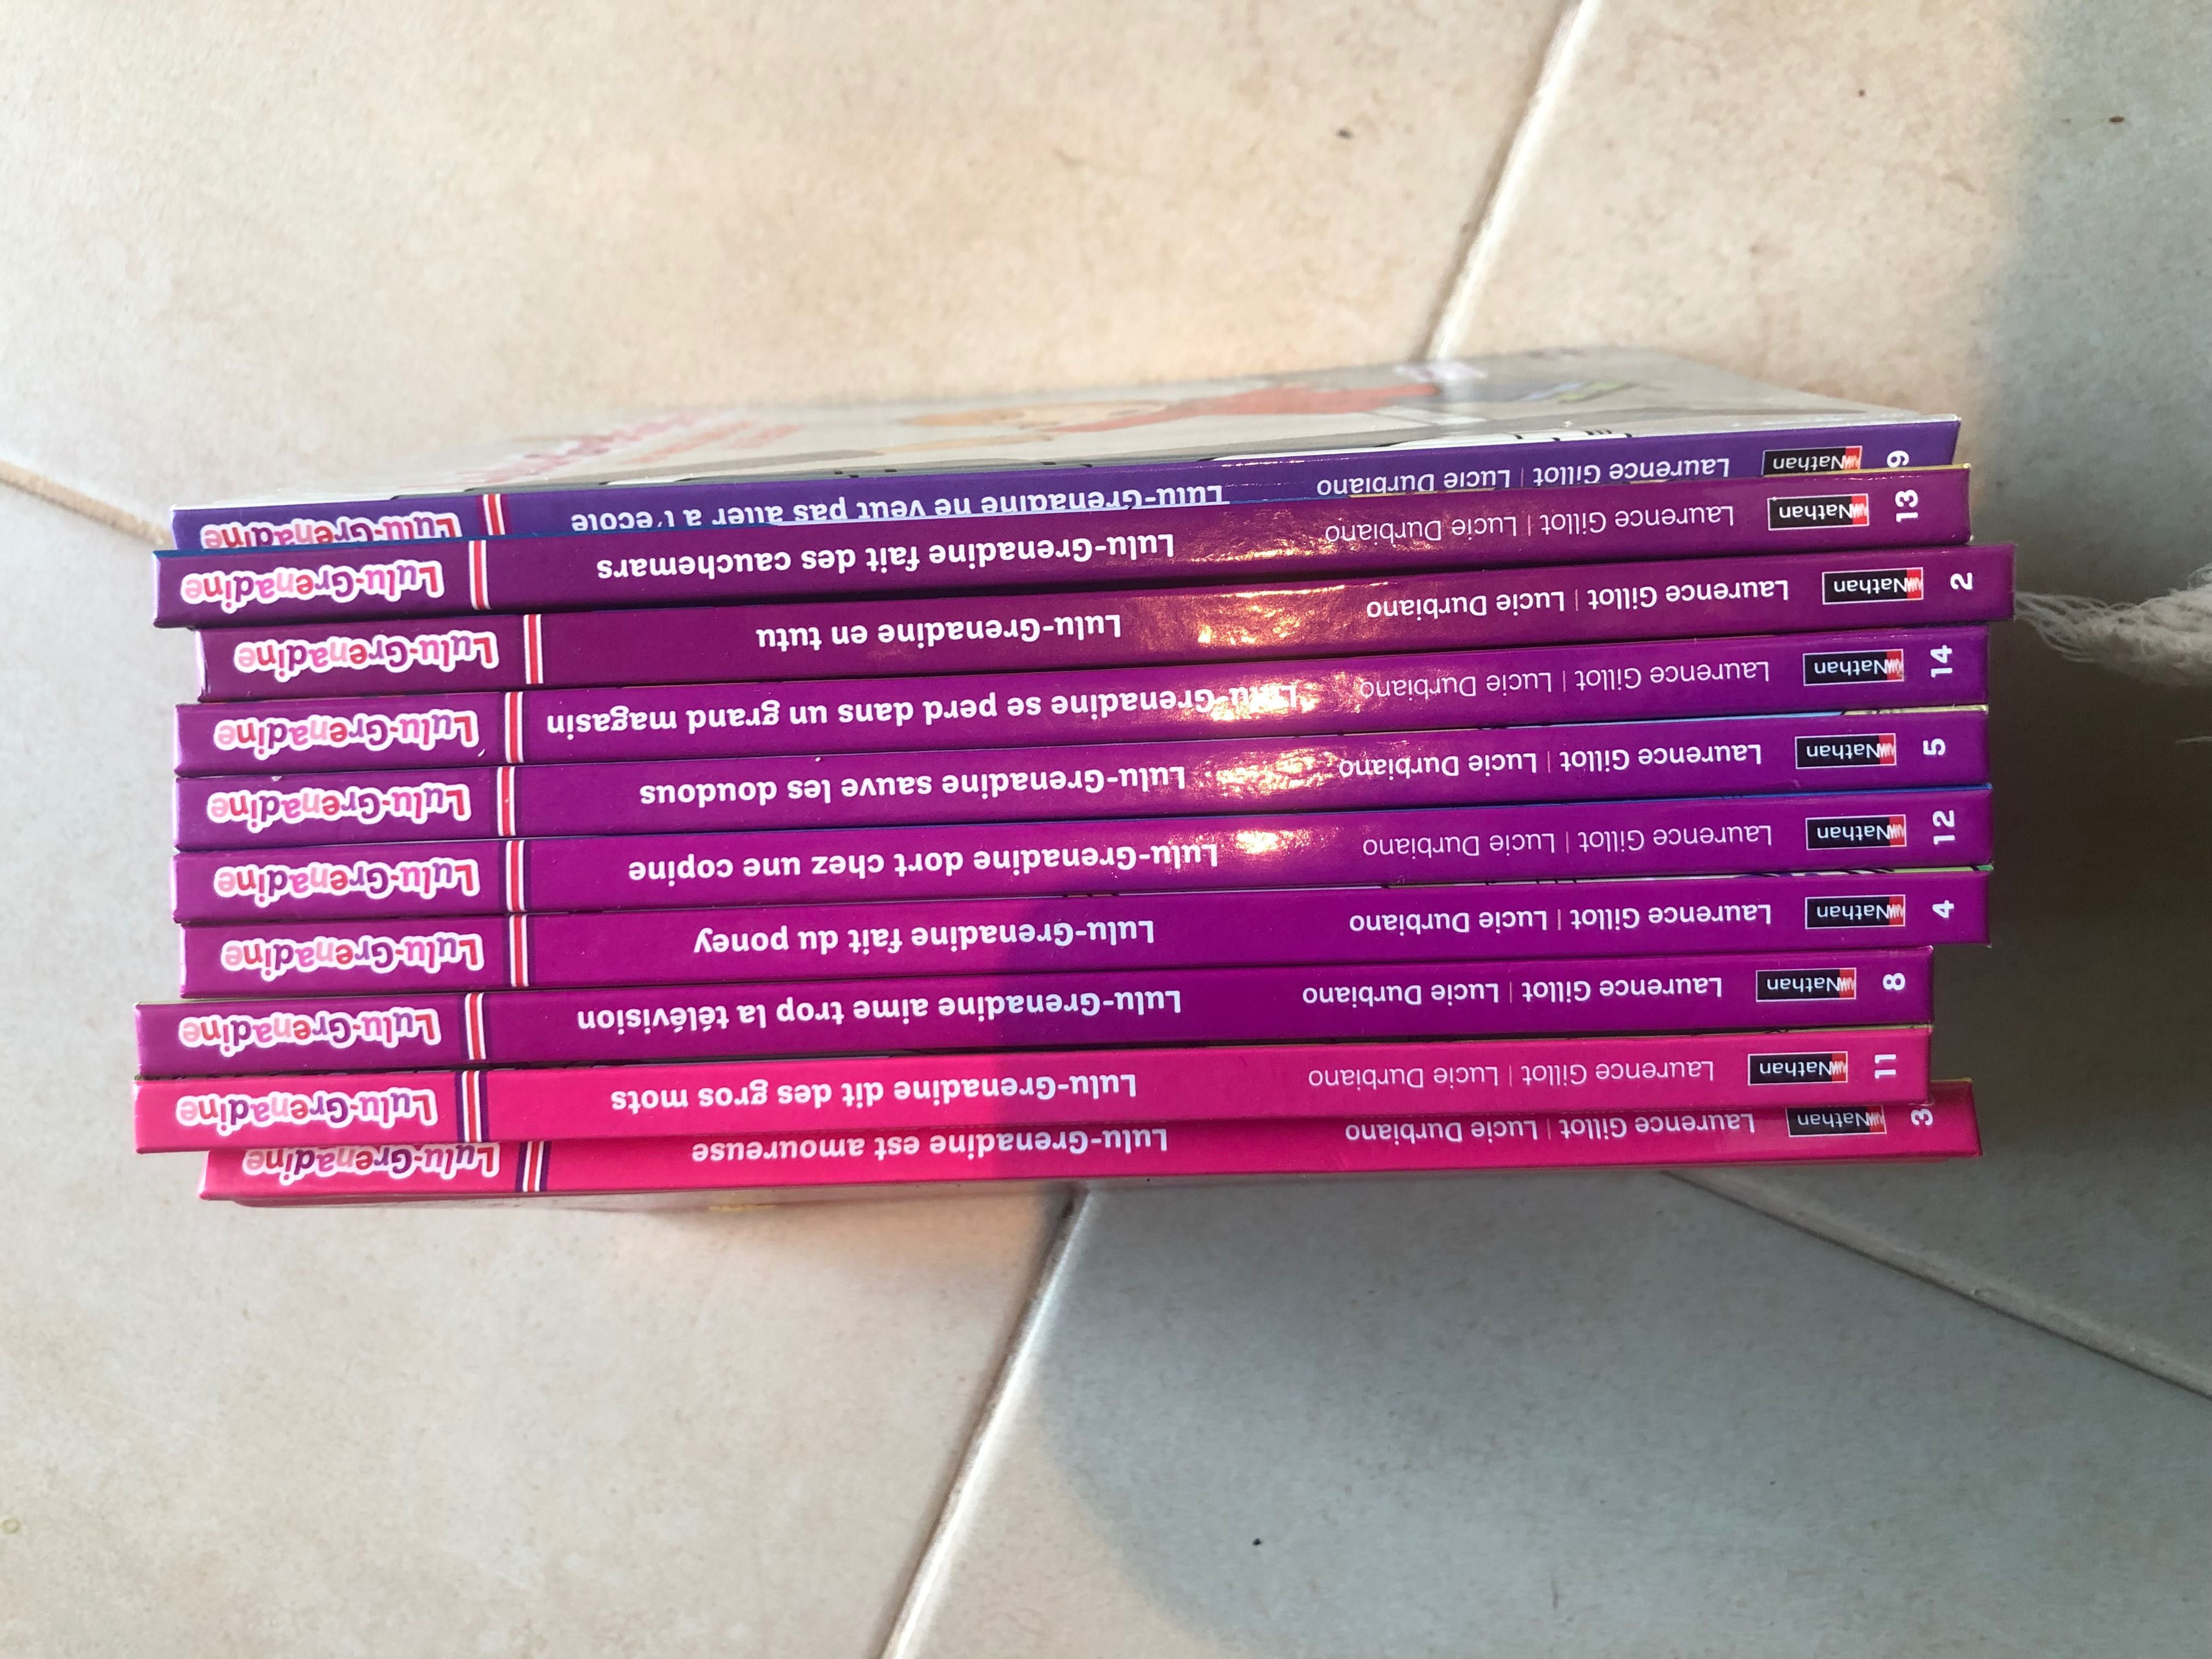 3 Nathan Laurence Gillot | Lucie Durbiano Lulu-Grenadine est amoureuse Lulu-Grenadine
11 Nathan Laurence Gillot | Lucie Durbiano Lulu-Grenadine dit des gros mots Lulu-Grenadine
8 Nathan Laurence Gillot | Lucie Durbiano Lulu-Grenadine aime trop la télévision Lulu-Grenadine
4 Nathan Laurence Gillot | Lucie Durbiano Lulu-Grenadine fait du poney Lulu-Grenadine
12 Nathan Laurence Gillot | Lucie Durbiano Lulu-Grenadine dort chez une copine Lulu-Grenadine
5 Nathan Laurence Gillot | Lucie Durbiano Lulu-Grenadine sauve les doudous Lulu-Grenadine
14 Nathan Laurence Gillot | Lucie Durbiano Lulu-Grenadine se perd dans un grand magasin Lulu-Grenadine
2 Nathan Laurence Gillot | Lucie Durbiano Lulu-Grenadine en tutu Lulu-Grenadine
13 Nathan Laurence Gillot | Lucie Durbiano Lulu-Grenadine fait des cauchemars Lulu-Grenadine
9 Nathan Laurence Gillot | Lucie Durbiano Lulu-Grenadine ne veut pas aller à l'école Lulu-Grenadine